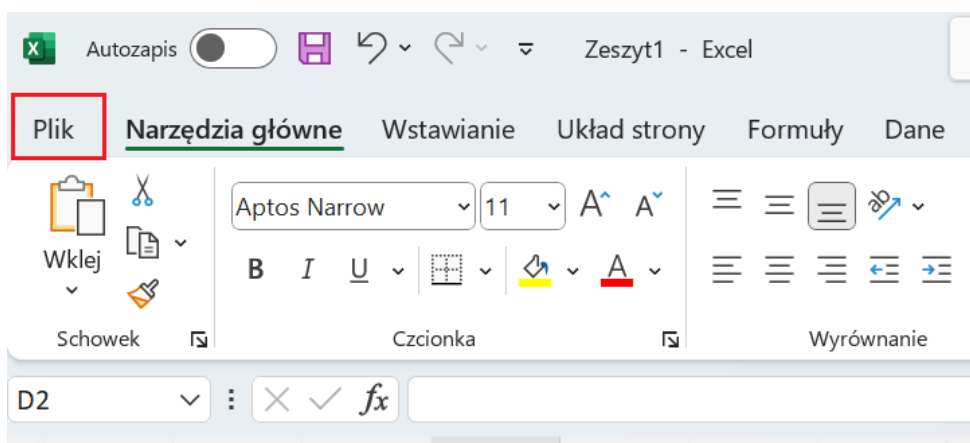 Autozapis Zeszyt1 - Excel
Plik Narzędzia główne Wstawianie Układ strony Formuły Dane
Wklej
Aptos Narrow 11 A A
B I U A
Schowek Czcionka Wyrównanie
D2 fx